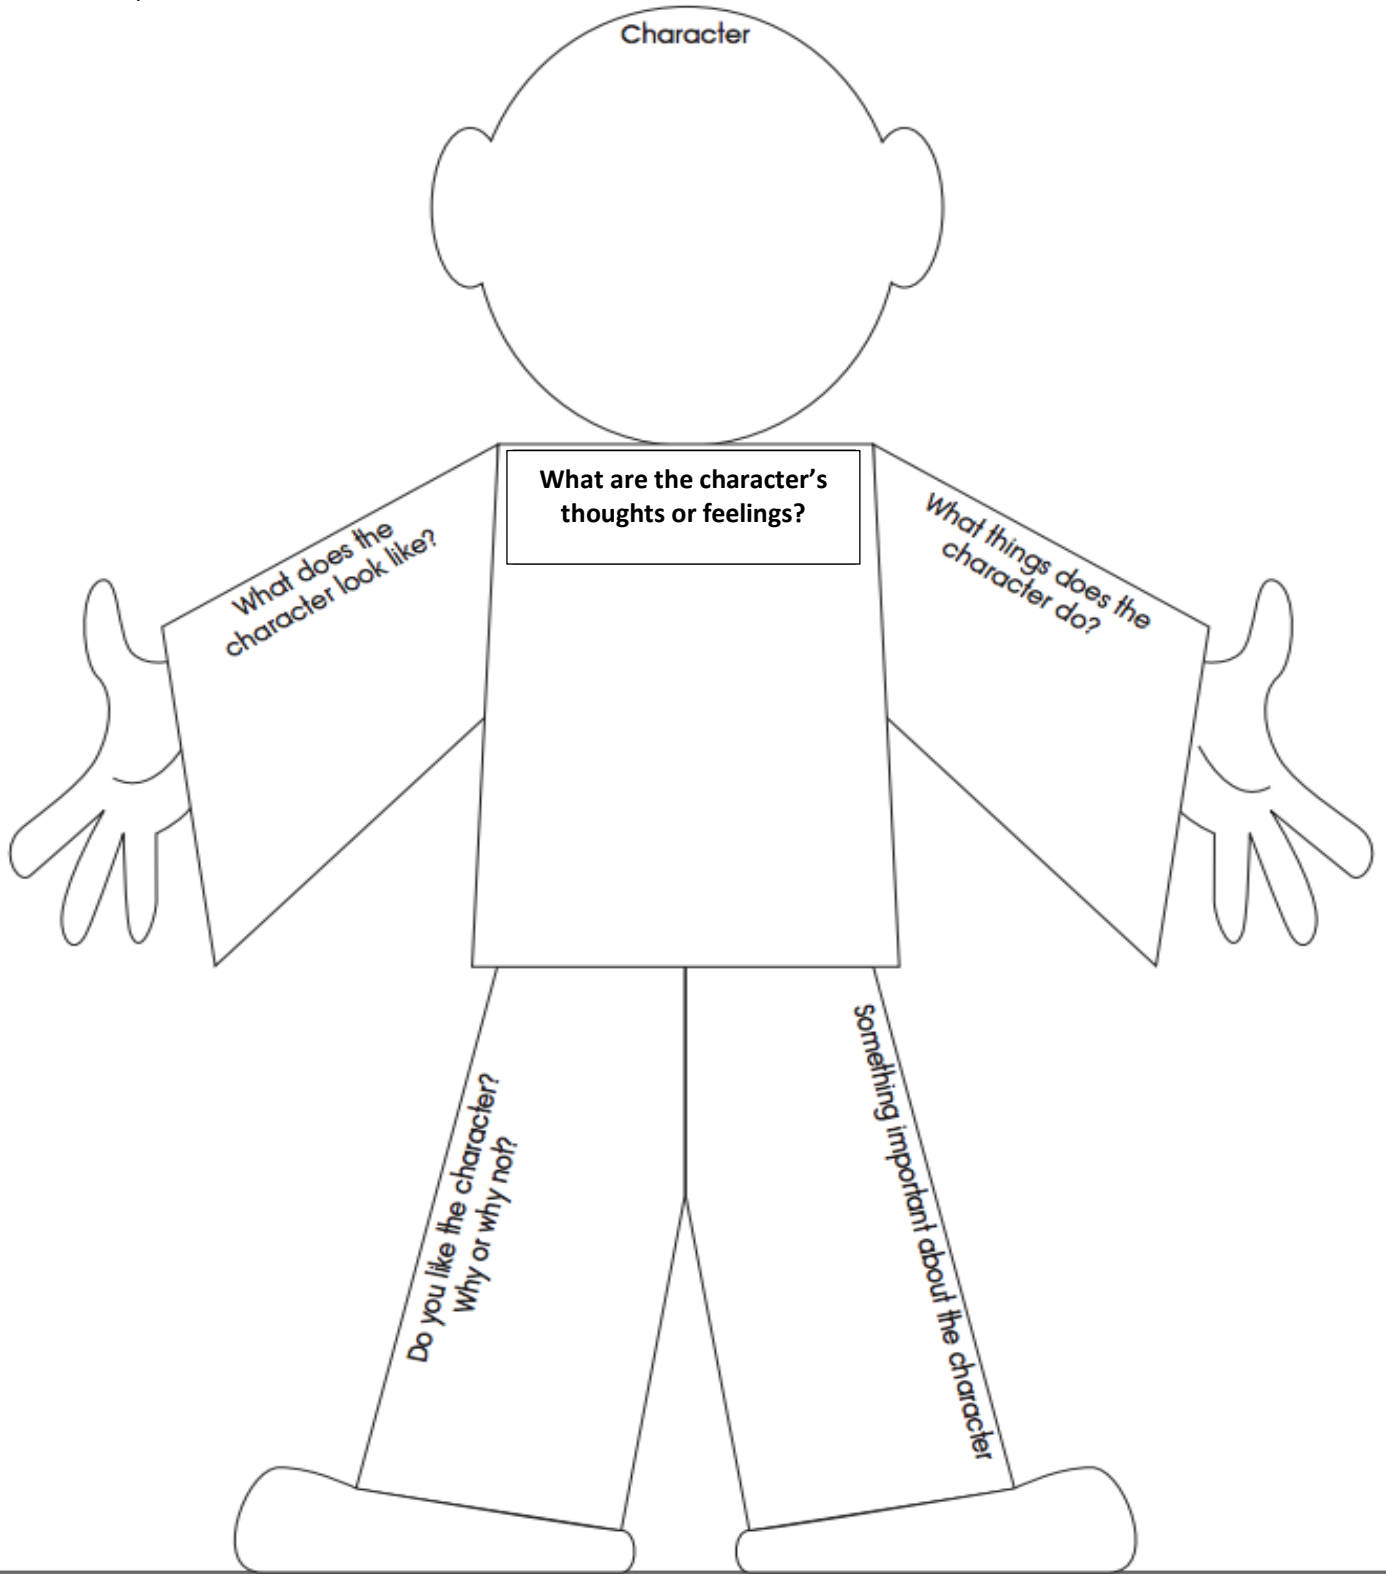 Character
What are the character’s
thoughts or feelings?
What does the
character look like?
What things does the
character do?
Do you like the character?
Why or why not?
Something important about the character